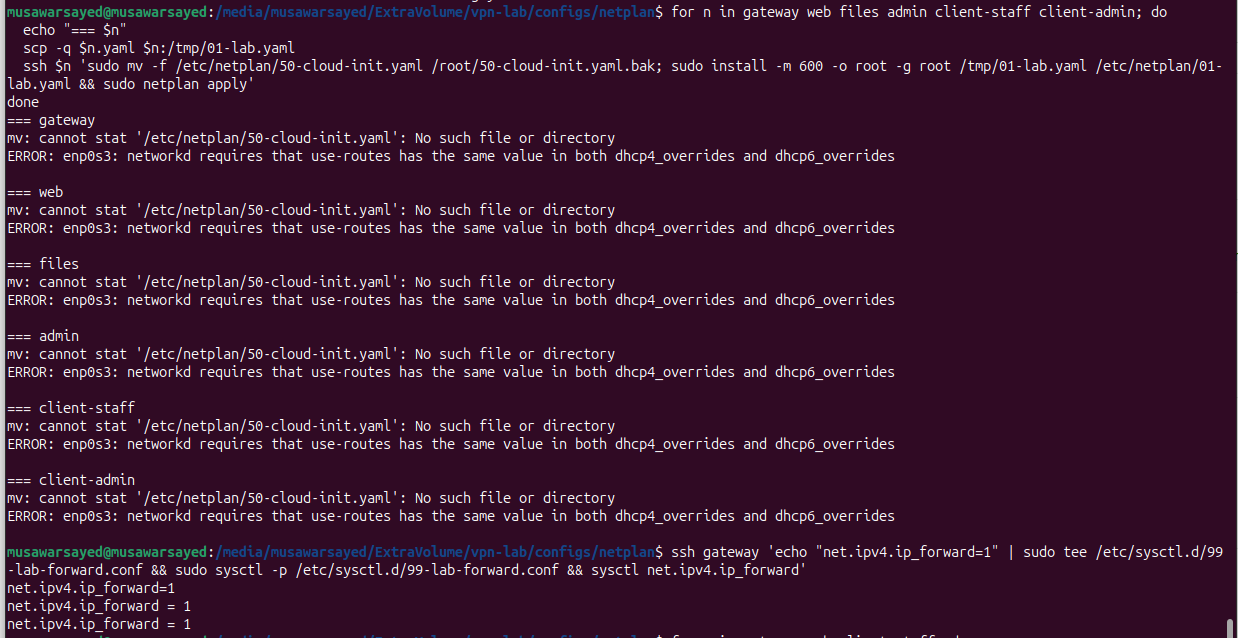 musawarsayed@musawarsayed:/media/musawarsayed/ExtraVolume/vpn-lab/configs/netplan$ for n in gateway web files admin client-staff client-admin; do
  echo "=== $n"
  scp -q $n.yaml $n:/tmp/01-lab.yaml
  ssh $n 'sudo mv -f /etc/netplan/50-cloud-init.yaml /root/50-cloud-init.yaml.bak; sudo install -m 600 -o root -g root /tmp/01-lab.yaml /etc/netplan/01-
lab.yaml && sudo netplan apply'
done
=== gateway
mv: cannot stat '/etc/netplan/50-cloud-init.yaml': No such file or directory
ERROR: enp0s3: networkd requires that use-routes has the same value in both dhcp4_overrides and dhcp6_overrides
=== web
mv: cannot stat '/etc/netplan/50-cloud-init.yaml': No such file or directory
ERROR: enp0s3: networkd requires that use-routes has the same value in both dhcp4_overrides and dhcp6_overrides
=== files
mv: cannot stat '/etc/netplan/50-cloud-init.yaml': No such file or directory
ERROR: enp0s3: networkd requires that use-routes has the same value in both dhcp4_overrides and dhcp6_overrides
=== admin
mv: cannot stat '/etc/netplan/50-cloud-init.yaml': No such file or directory
ERROR: enp0s3: networkd requires that use-routes has the same value in both dhcp4_overrides and dhcp6_overrides
=== client-staff
mv: cannot stat '/etc/netplan/50-cloud-init.yaml': No such file or directory
ERROR: enp0s3: networkd requires that use-routes has the same value in both dhcp4_overrides and dhcp6_overrides
=== client-admin
mv: cannot stat '/etc/netplan/50-cloud-init.yaml': No such file or directory
ERROR: enp0s3: networkd requires that use-routes has the same value in both dhcp4_overrides and dhcp6_overrides
musawarsayed@musawarsayed:/media/musawarsayed/ExtraVolume/vpn-lab/configs/netplan$ ssh gateway 'echo "net.ipv4.ip_forward=1" | sudo tee /etc/sysctl.d/99
-lab-forward.conf && sudo sysctl -p /etc/sysctl.d/99-lab-forward.conf && sysctl net.ipv4.ip_forward'
net.ipv4.ip_forward=1
net.ipv4.ip_forward = 1
net.ipv4.ip_forward = 1